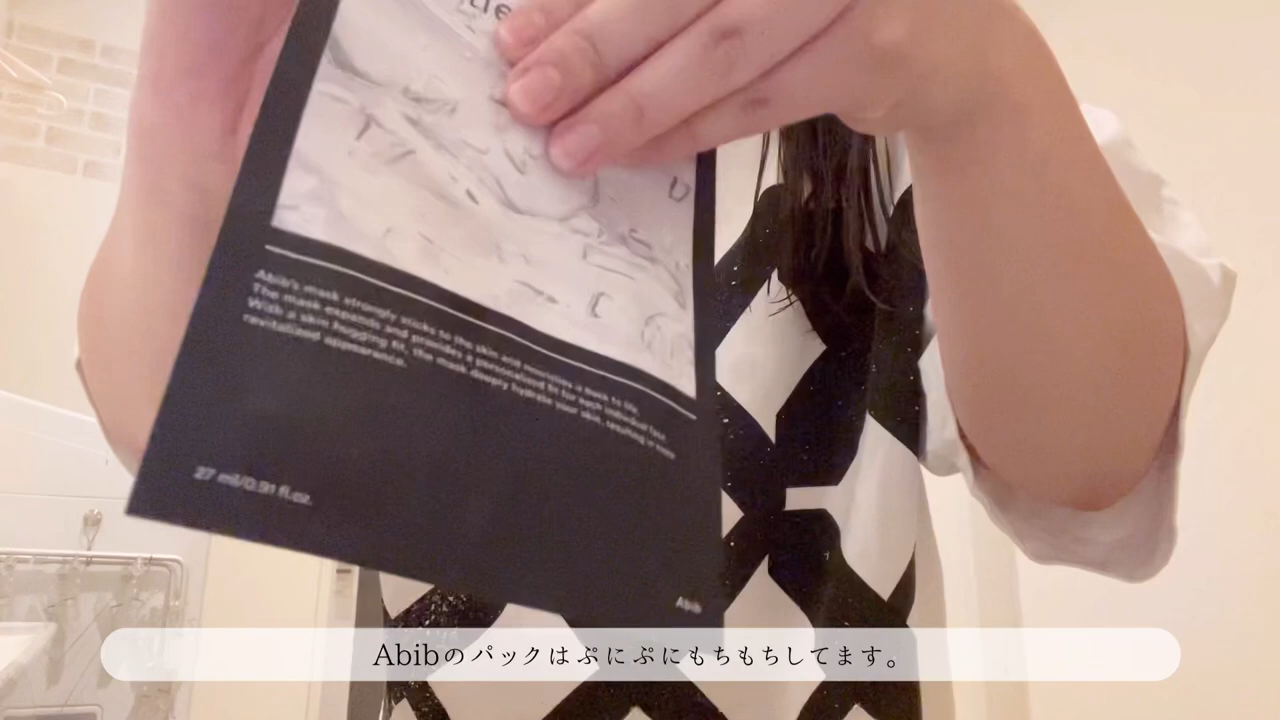 Abib's mask strongly sticks to the skin and nourishes it back to life.
The mask expands and provides a personalized fit for each individual face.
With a skin hugging fit, the mask deeply hydrate your skin, resulting in more
revitalized appearance.
27 ml/0.91 fl.oz.
Abib
Abibのパックはぷにぷにもちもちしてます。